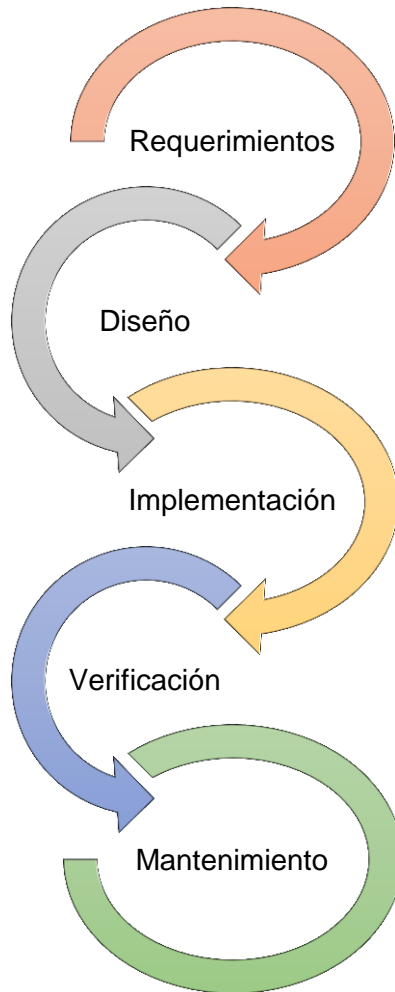 Requerimientos
Diseño
Implementación
Verificación
Mantenimiento